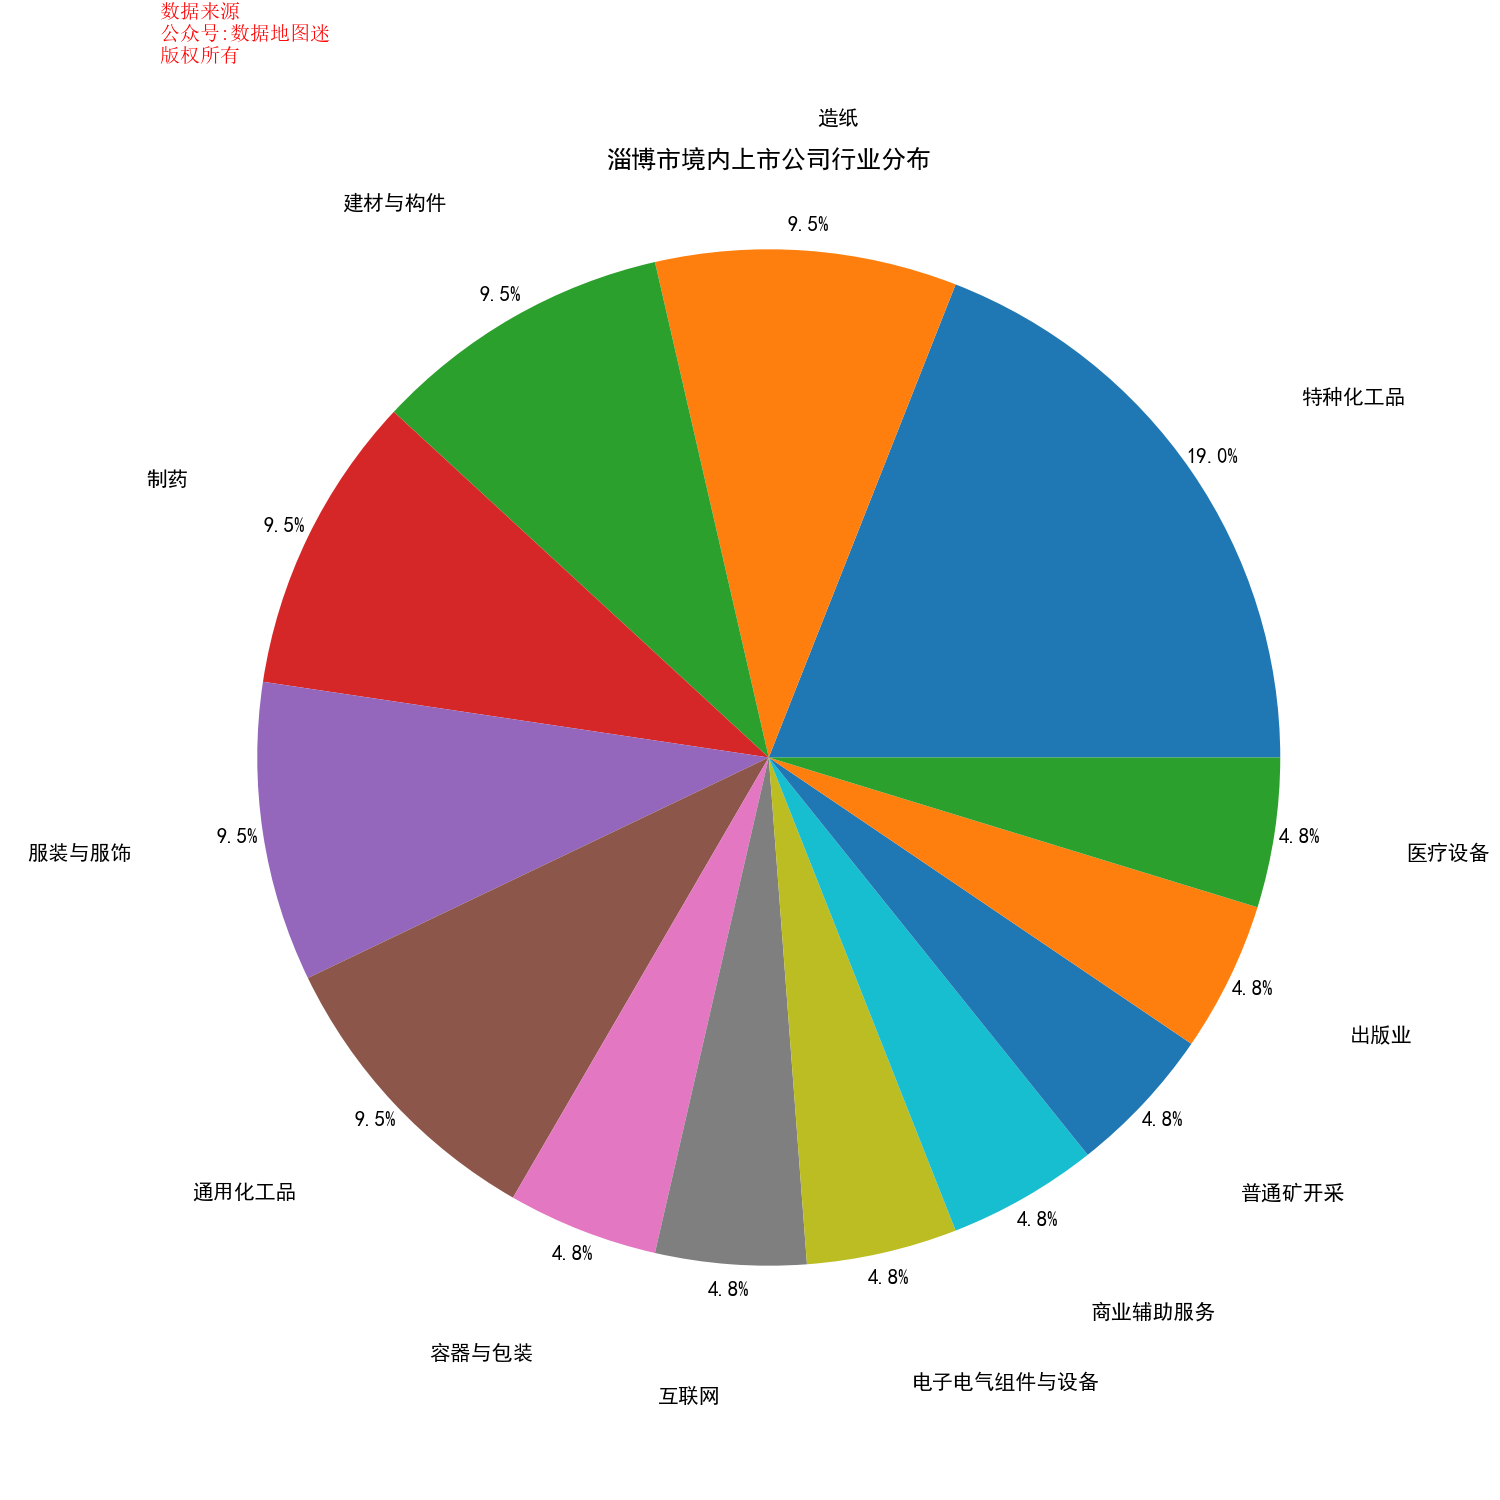 数据来源
公众号:数据地图迷
版权所有
造纸
淄博市境内上市公司行业分布
建材与构件
9.5%
9.5%
特种化工品
19.0%
制药
9.5%
9.5%
4.8%
服装与服饰
医疗设备
4.8%
出版业
9.5%
4.8%
通用化工品
普通矿开采
4.8%
4.8%
4.8%
4.8%
商业辅助服务
容器与包装
电子电气组件与设备
互联网